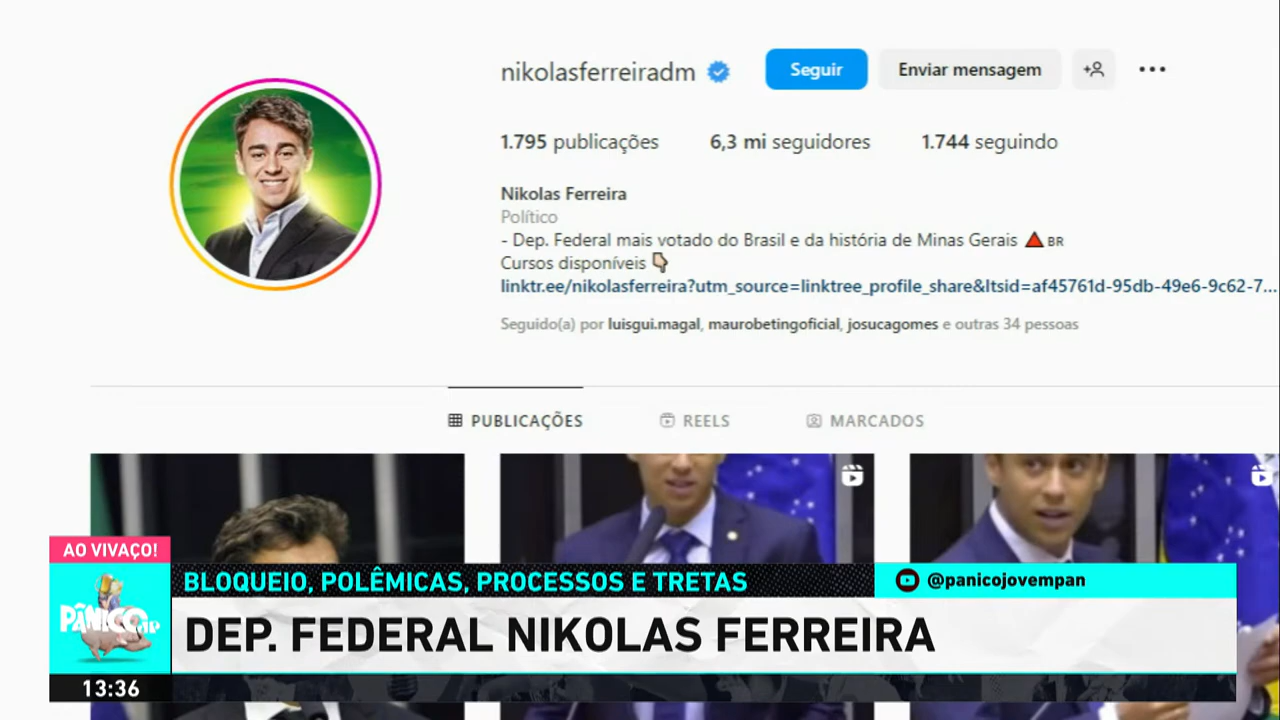 nikolasferreiradm
Seguir
Enviar mensagem
1.795 publicações
6,3 mi seguidores
1.744 seguindo
Nikolas Ferreira
Político
- Dep. Federal mais votado do Brasil e da história de Minas Gerais 🔺BR
Cursos disponíveis 👇🏻
linktr.ee/nikolasferreira?utm_source=linktree_profile_share&ltsid=af45761d-95db-49e6-9c62-7...
Seguido(a) por luisgui.magal, maurobetingoficial, josucagomes e outras 34 pessoas
PUBLICAÇÕES
REELS
MARCADOS
AO VIVAÇO!
BLOQUEIO, POLÊMICAS, PROCESSOS E TRETAS
@panicojovempan
PÂNICO JP
DEP. FEDERAL NIKOLAS FERREIRA
13:36